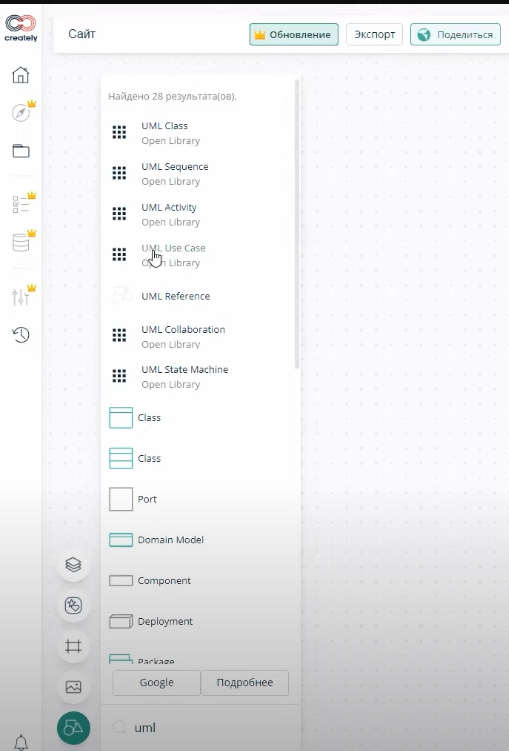 creately
Сайт
Обновление
Экспорт
Поделиться
Найдено 28 результата(ов).
UML Class
Open Library
UML Sequence
Open Library
UML Activity
Open Library
UML Use Case
Open Library
UML Reference
UML Collaboration
Open Library
UML State Machine
Open Library
Class
Class
Port
Domain Model
Component
Deployment
Package
Google
Подробнее
uml